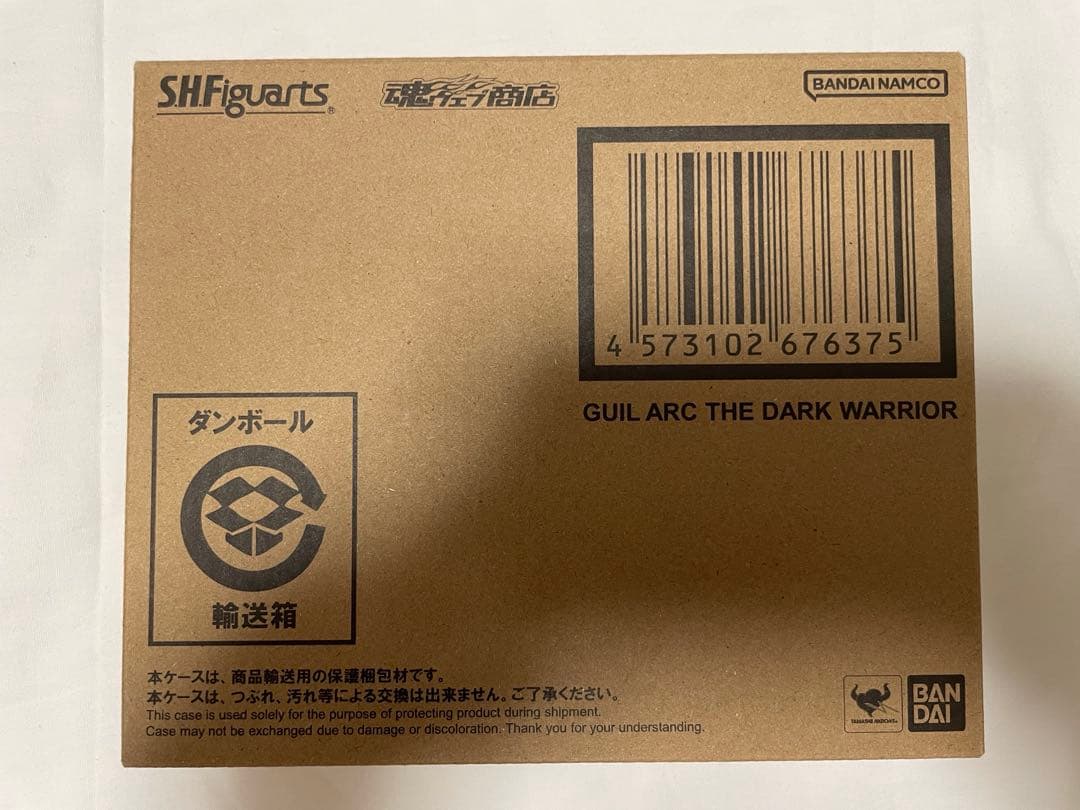 S.H.Figuarts®
魂ウェブ商店
BANDAI NAMCO
4 573102 676375
GUIL ARC THE DARK WARRIOR
ダンボール
輸送箱
本ケースは、商品輸送用の保護梱包材です。
本ケースは、つぶれ、汚れ等による交換は出来ません。ご了承ください。
This case is used solely for the purpose of protecting product during shipment.
Case may not be exchanged due to damage or discoloration. Thank you for your understanding.
TAMASHII NATIONS
BAN
DAI